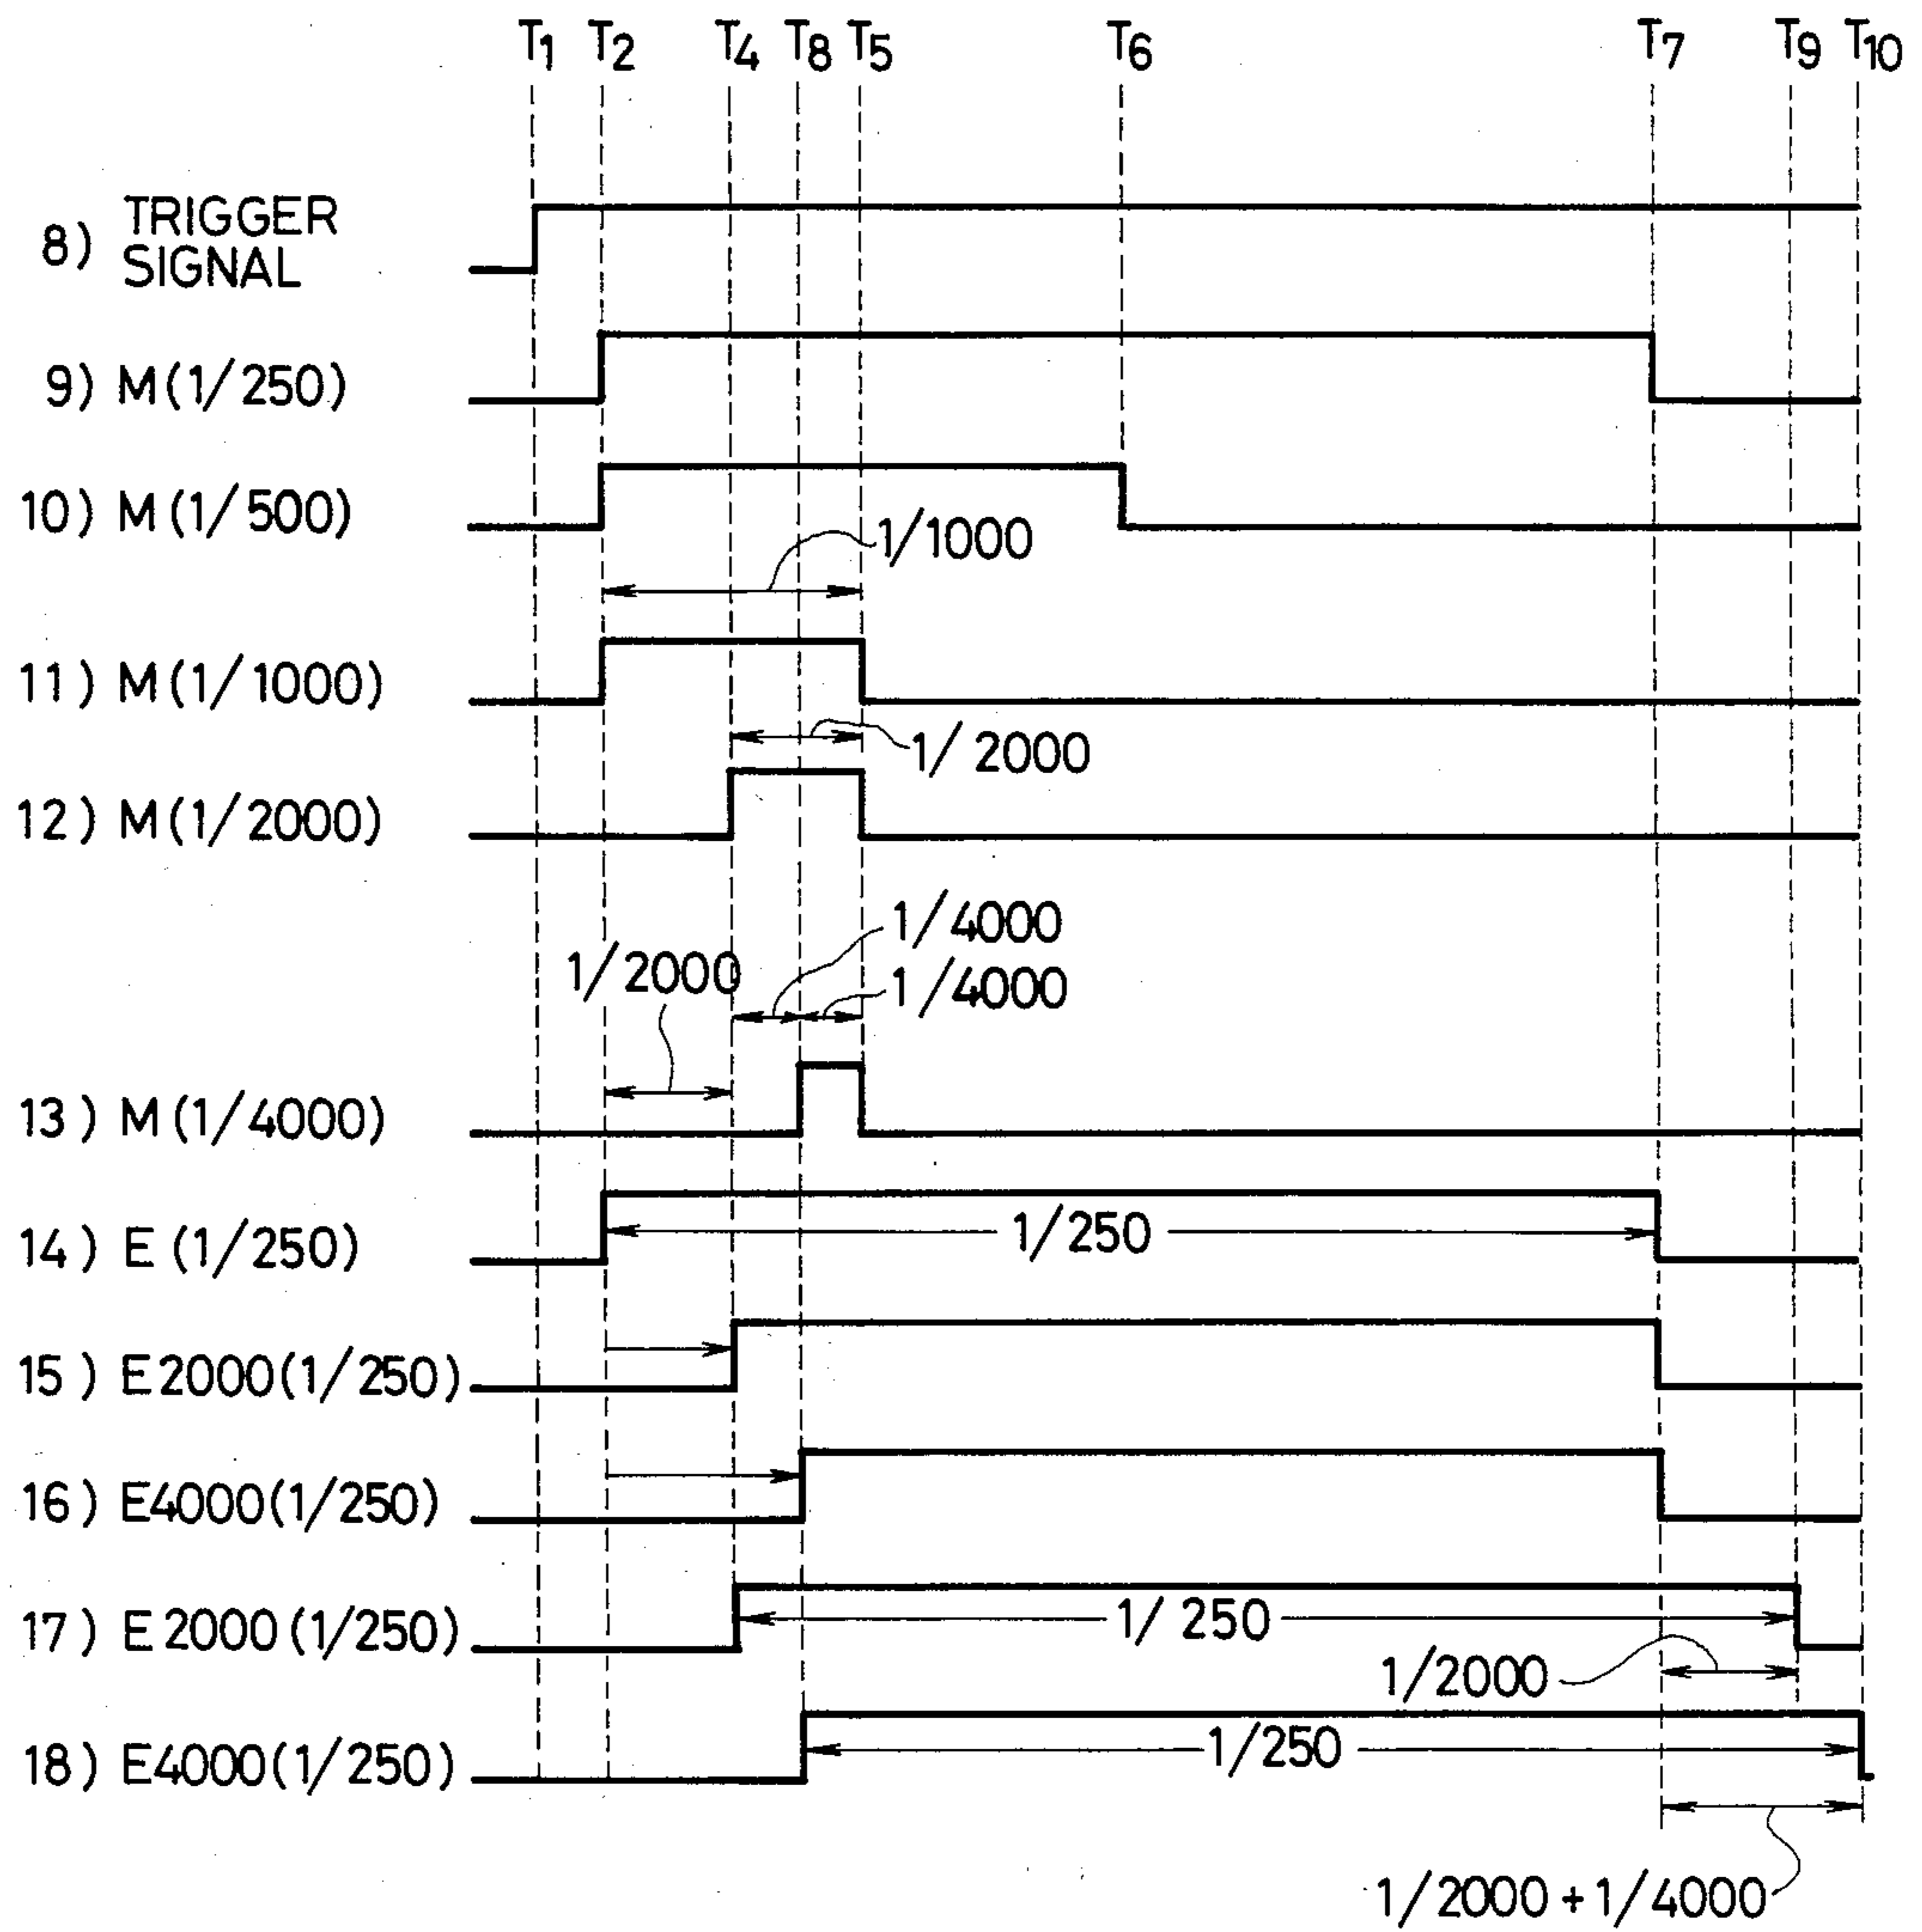 T1 T2 T4 T8 T5 T6 T7 T9 T10
8) TRIGGER
SIGNAL
9) M(1/250)
10) M(1/500)
1/1000
11) M(1/1000)
1/2000
12) M(1/2000)
1/4000
1/2000
1/4000
13) M(1/4000)
14) E (1/250)
1/250
15) E2000(1/250)
16) E4000(1/250)
17) E2000(1/250)
1/250
1/2000
18) E4000(1/250)
1/250
1/2000 + 1/4000